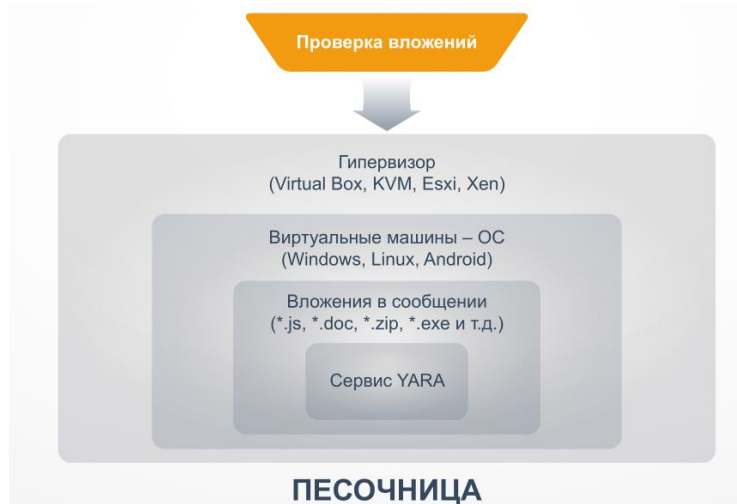 Проверка вложений
Гипервизор
(Virtual Box, KVM, Esxi, Xen)
Виртуальные машины – ОС
(Windows, Linux, Android)
Вложения в сообщении
(*.js, *.doc, *.zip, *.exe и т.д.)
Сервис YARA
ПЕСОЧНИЦА